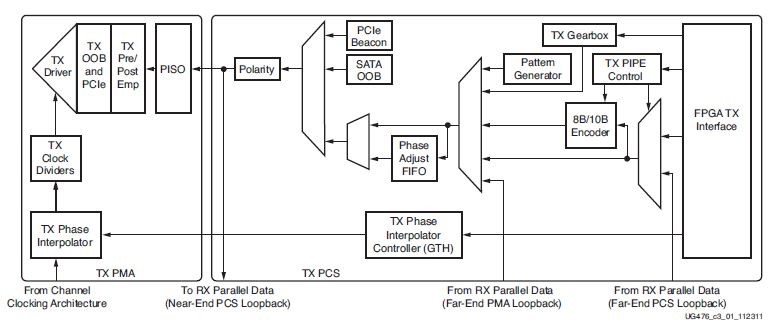 TX
Driver
TX
OOB
and
PCIe
TX
Pre/
Post
Emp
PISO
Polarity
PCIe
Beacon
SATA
OOB
TX Gearbox
Pattern
Generator
TX PIPE
Control
FPGA TX
Interface
8B/10B
Encoder
Phase
Adjust
FIFO
TX
Clock
Dividers
TX Phase
Interpolator
TX Phase
Interpolator
Controller (GTH)
TX PMA
TX PCS
From Channel
Clocking Architecture
To RX Parallel Data
(Near-End PCS Loopback)
From RX Parallel Data
(Far-End PMA Loopback)
From RX Parallel Data
(Far-End PCS Loopback)
UG476_c3_01_112311